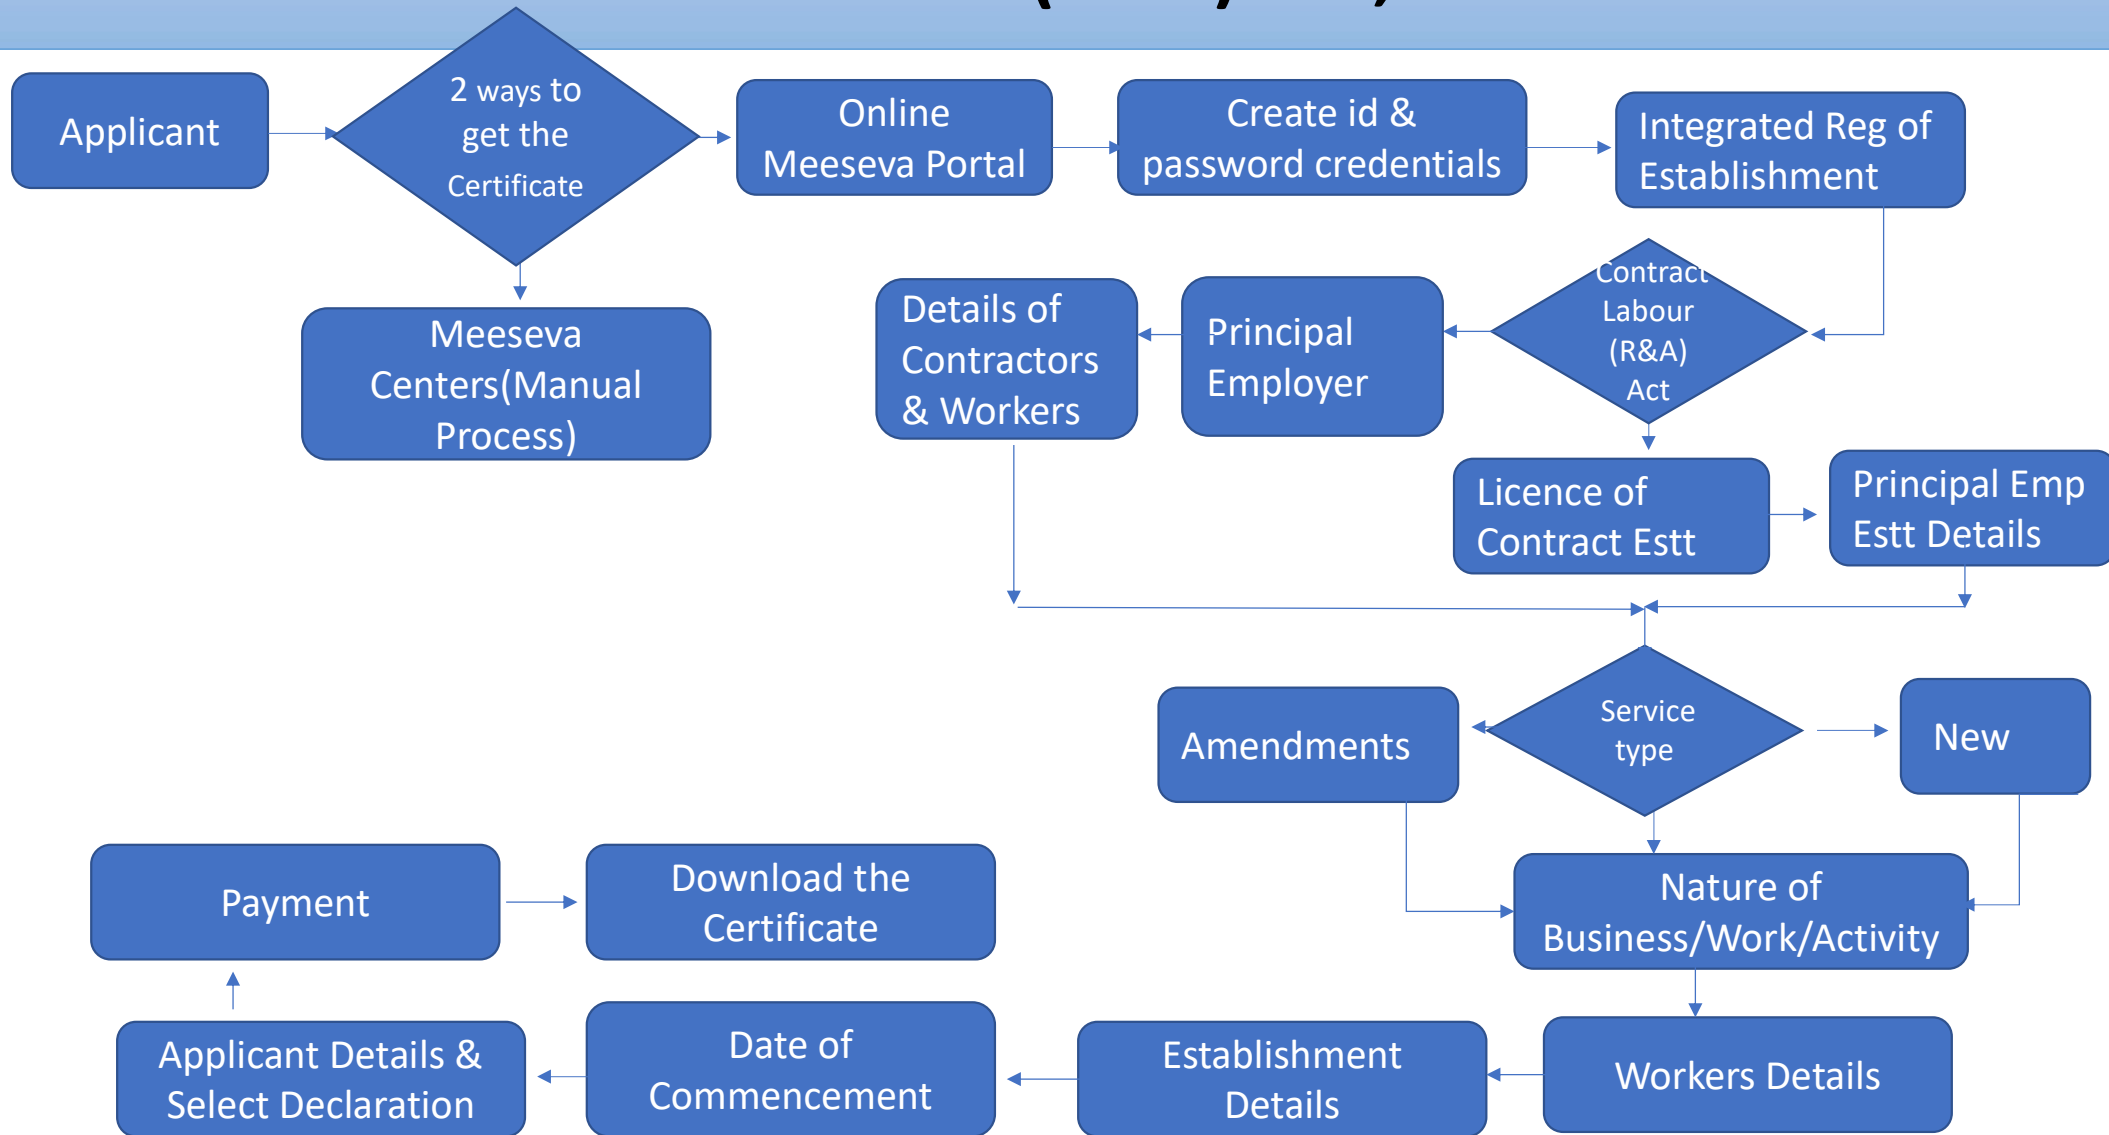 Applicant
2 ways to
get the
Certificate
Online
Meeseva Portal
Create id &
password credentials
Integrated Reg of
Establishment
Meeseva
Centers(Manual
Process)
Details of
Contractors
& Workers
Principal
Employer
Contract
Labour
(R&A)
Act
Licence of
Contract Estt
Principal Emp
Estt Details
Amendments
Service
type
New
Payment
Download the
Certificate
Nature of
Business/Work/Activity
Applicant Details &
Select Declaration
Date of
Commencement
Establishment
Details
Workers Details